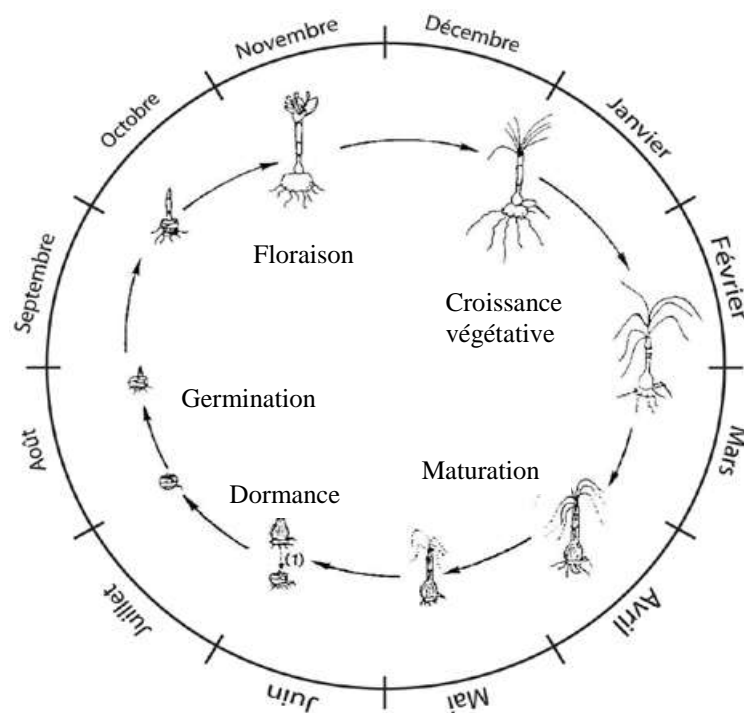 Novembre
Décembre
Octobre
Janvier
Floraison
Septembre
Croissance
végétative
Février
Germination
Août
Maturation
Mars
Dormance
(1)
Juillet
Avril
Juin
Mai